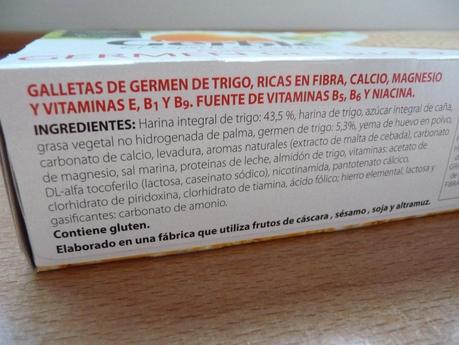 GALLETAS DE GERMEN DE TRIGO, RICAS EN FIBRA, CALCIO, MAGNESIO
Y VITAMINAS E, B1 Y B9. FUENTE DE VITAMINAS B5, B6 Y NIACINA.
INGREDIENTES: Harina integral de trigo: 43,5 %, harina de trigo, azúcar integral de caña,
grasa vegetal no hidrogenada de palma, germen de trigo: 5,3%, yema de huevo en polvo,
carbonato de calcio, levadura, aromas naturales (extracto de malta de cebada), carbonato
de magnesio, sal marina, proteínas de leche, almidón de trigo, vitaminas: acetato de
DL-alfa tocoferilo (lactosa, caseinato sódico), nicotinamida, pantotenato cálcico,
clorhidrato de piridoxina, clorhidrato de tiamina, ácido fólico; hierro elemental, lactosa y
gasificantes: carbonato de amonio.
Contiene gluten.
Elaborado en una fábrica que utiliza frutos de cáscara , sésamo , soja y altramuz.